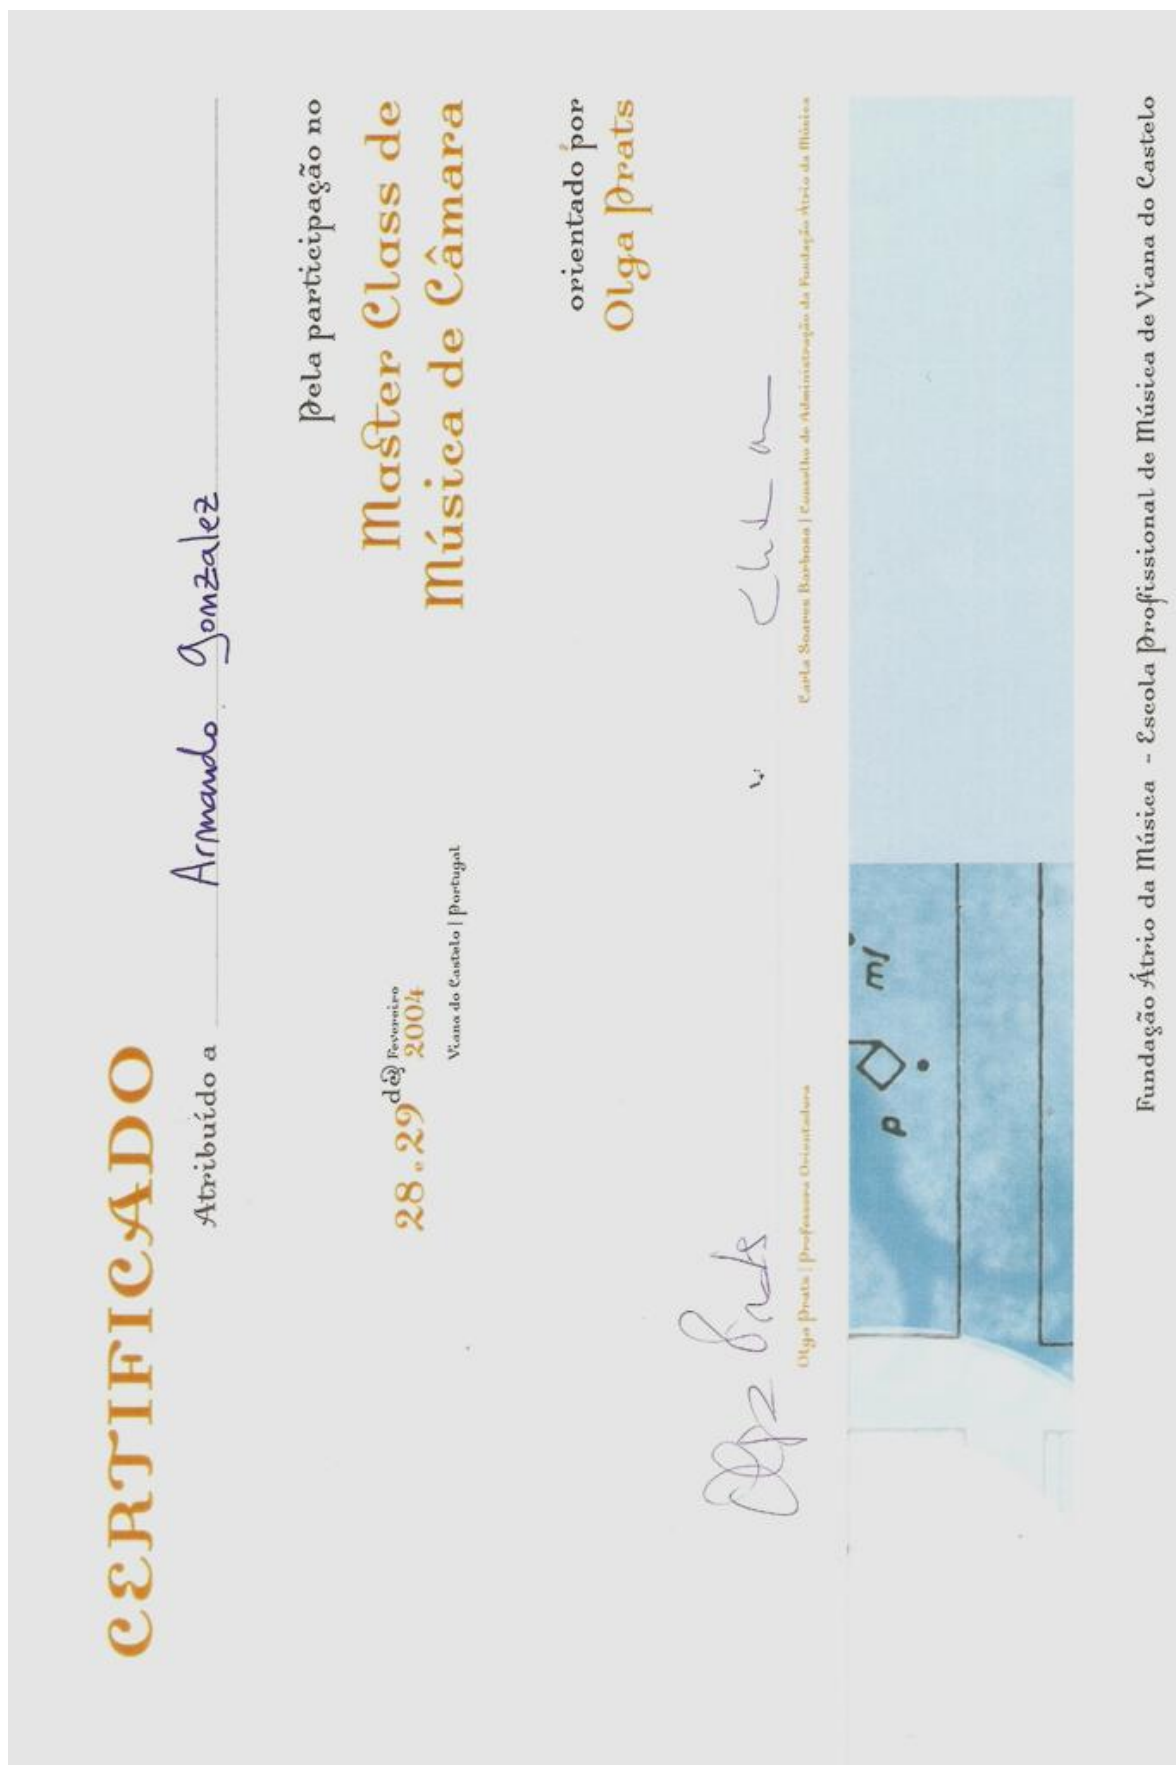 CERTIFICADO
Atribuído a Armando Gonzalez
pela participação no
Master Class de
Música de Câmara
28 e 29 de Fevereiro
2004
Viana do Castelo | Portugal
orientado por
Olga Prats
Olga Prats
Olga Prats | Professora Orientadora
Carla Soares Barbosa | Conselho de Administração da Fundação Átrio da Música
p
mf
Fundação Átrio da Música - Escola Profissional de Música de Viana do Castelo